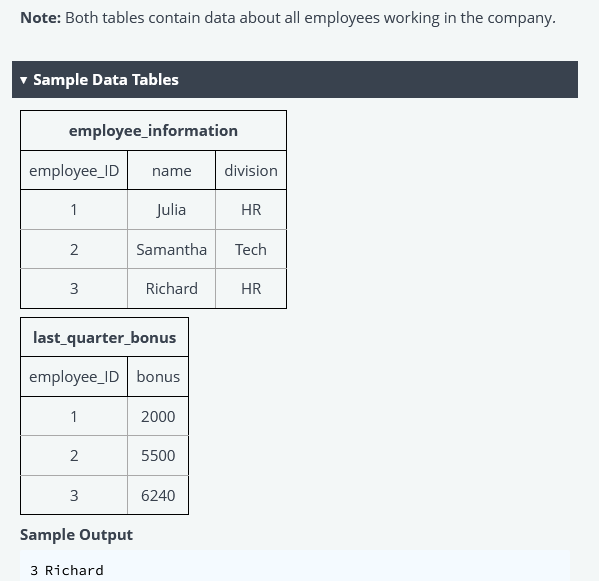 Note: Both tables contain data about all employees working in the company.
▾ Sample Data Tables
employee_information
employee_ID name division
1 Julia HR
2 Samantha Tech
3 Richard HR
last_quarter_bonus
employee_ID bonus
1 2000
2 5500
3 6240
Sample Output
3 Richard